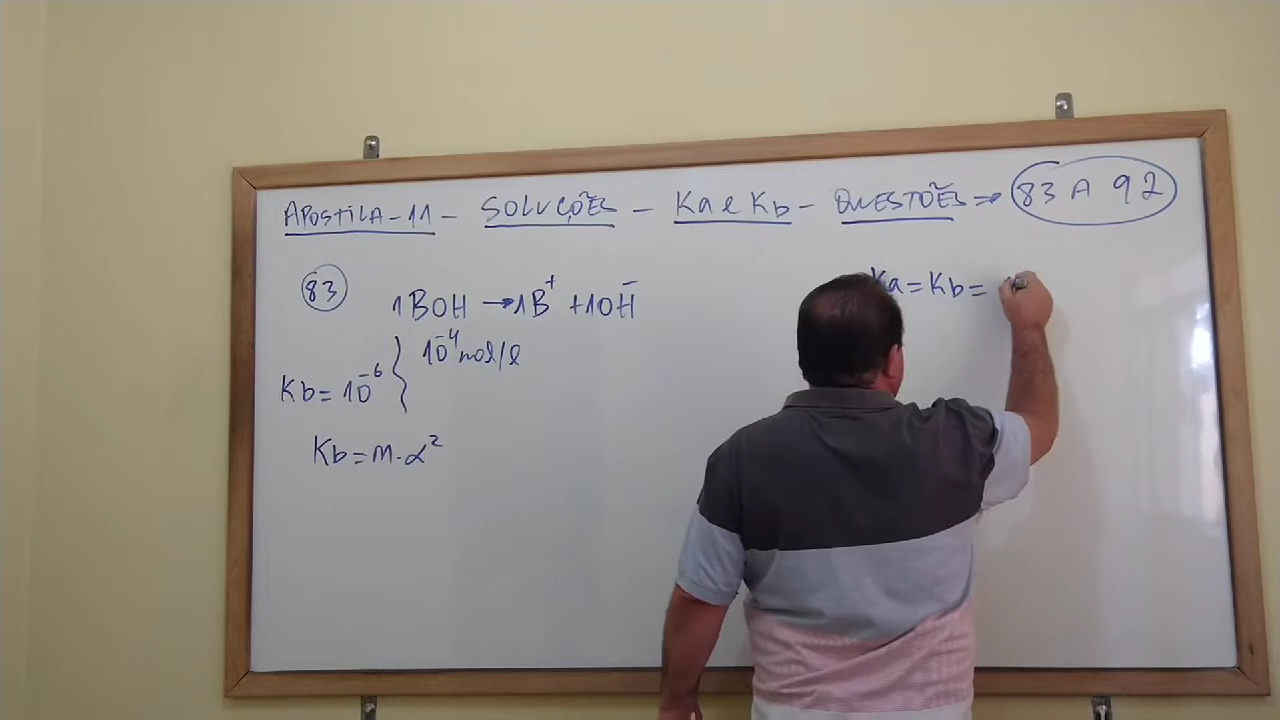 APOSTILA-11- SOLUÇÕES - Ka e Kb - QUESTÕES → 83 A 92
83
1BOH → 1B⁺ + 1OH⁻
10⁻⁴ mol/l
Kb = 10⁻⁶
Kb = m.α²
Ka = Kb =